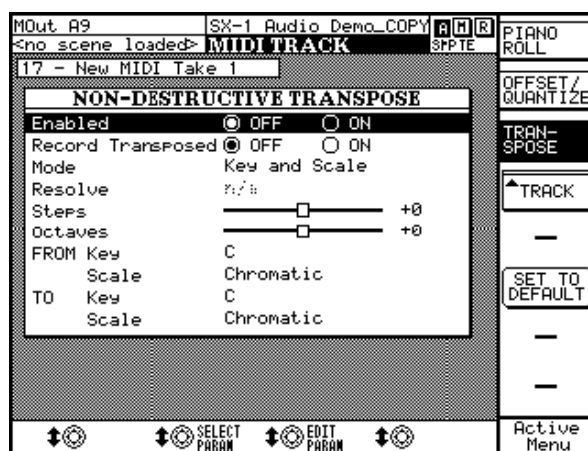 MOut A9
SX-1 Audio Demo_COPY
A M R
<no scene loaded>
MIDI TRACK
SMPTE
17 - New MIDI Take 1
NON-DESTRUCTIVE TRANSPOSE
Enabled OFF ON
Record Transposed OFF ON
Mode Key and Scale
Resolve n/a
Steps +0
Octaves +0
FROM Key C
Scale Chromatic
TO Key C
Scale Chromatic
SELECT PARAM
EDIT PARAM
PIANO
ROLL
OFFSET/
QUANTIZE
TRAN-
SPOSE
TRACK
SET TO
DEFAULT
Active
Menu